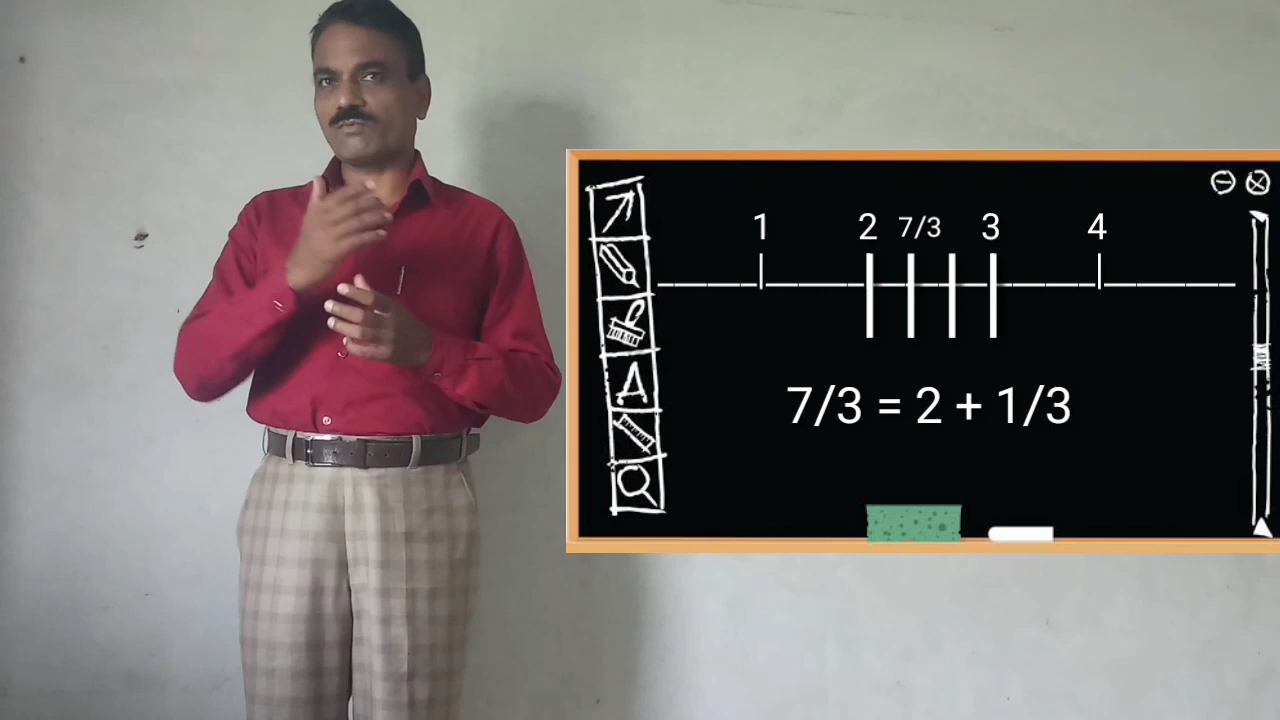 1 2 7/3 3 4
7/3 = 2 + 1/3